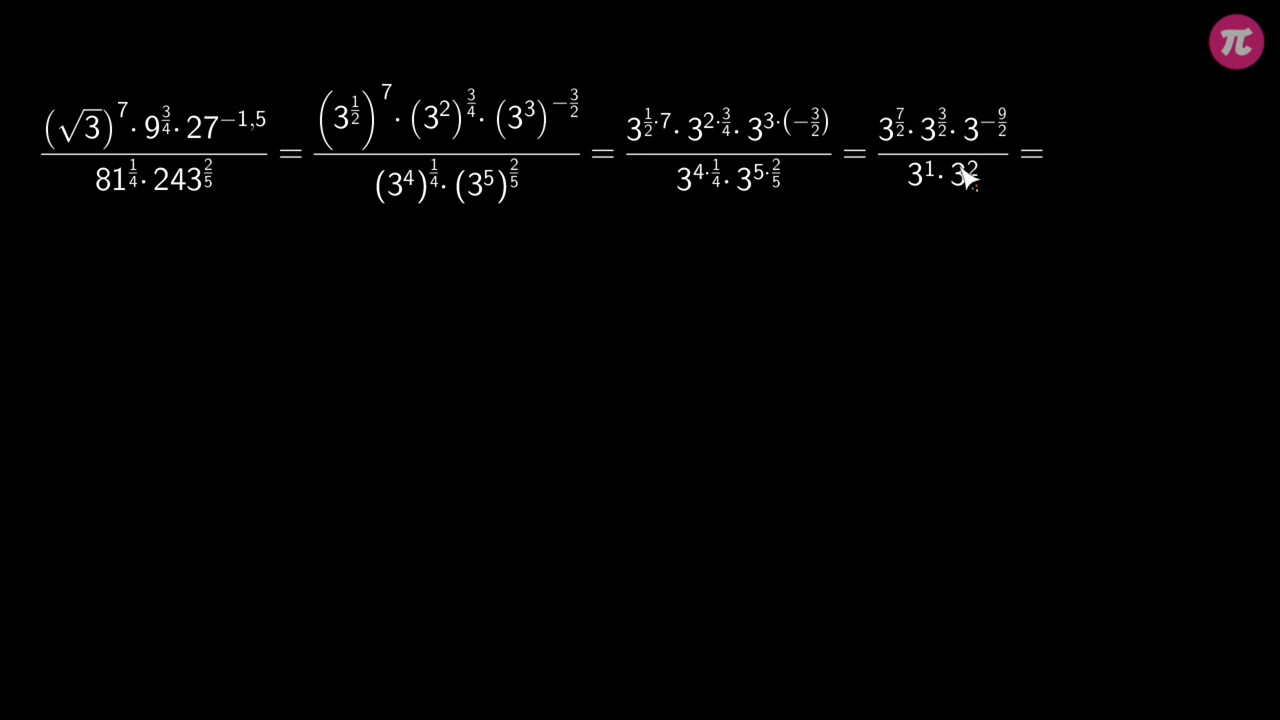 π
(√3)^7 · 9^(3/4) · 27^(−1,5) / 81^(1/4) · 243^(2/5) = (3^(1/2))^7 · (3^2)^(3/4) · (3^3)^(−3/2) / (3^4)^(1/4) · (3^5)^(2/5) = 3^(1/2·7) · 3^(2·3/4) · 3^(3·(−3/2)) / 3^(4·1/4) · 3^(5·2/5) = 3^(7/2) · 3^(3/2) · 3^(−9/2) / 3^1 · 3^2 =